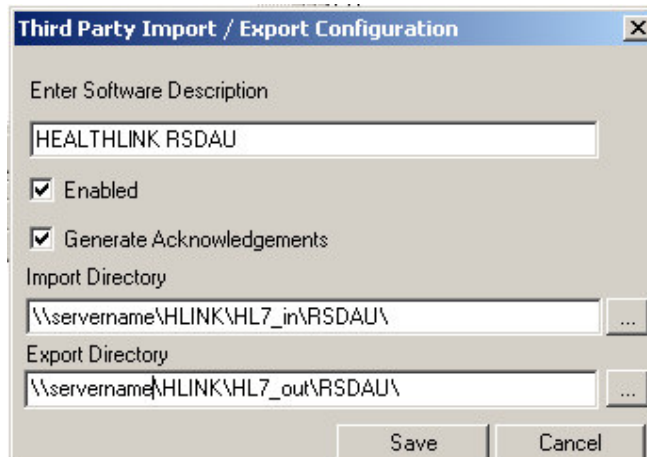 Third Party Import / Export Configuration
Enter Software Description
HEALTHLINK RSDAU
Enabled
Generate Acknowledgements
Import Directory
\\servername\HLINK\HL7_in\RSDAU\
...
Export Directory
\\servername\HLINK\HL7_out\RSDAU\
...
Save Cancel